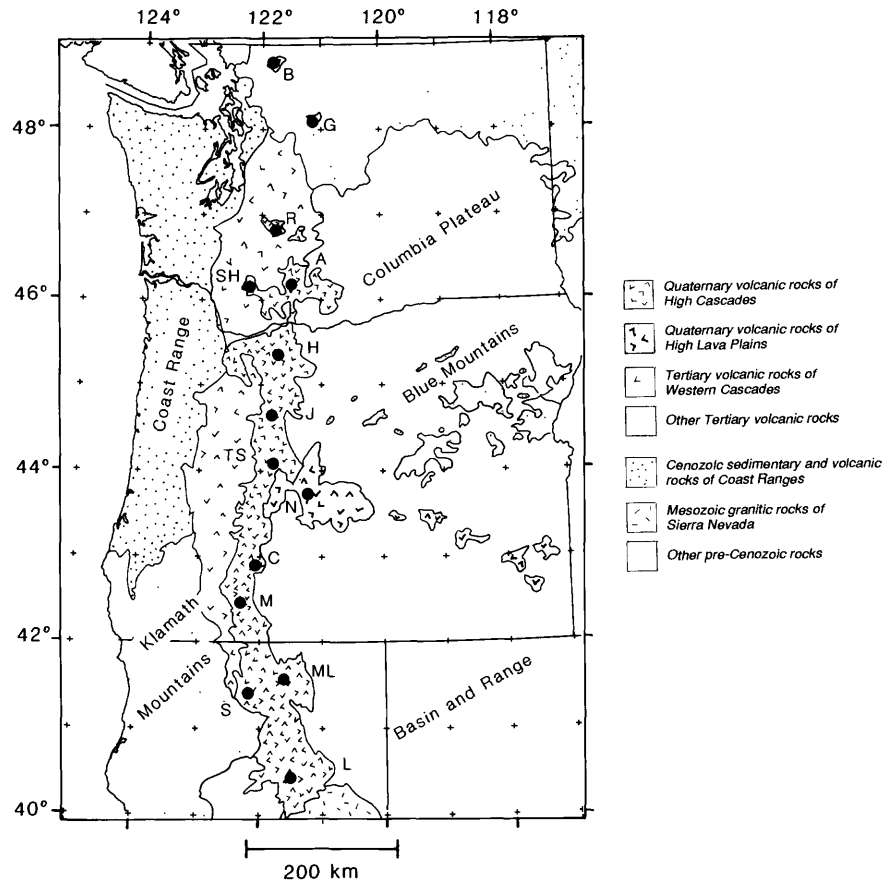 124° 122° 120° 118°
48°
46°
44°
42°
40°
B
G
R
A
SH
Columbia Plateau
H
Blue Mountains
Coast Range
J
TS
N
C
M
Klamath
Mountains
ML
S
Basin and Range
L
200 km
Quaternary volcanic rocks of
High Cascades
Quaternary volcanic rocks of
High Lava Plains
Tertiary volcanic rocks of
Western Cascades
Other Tertiary volcanic rocks
Cenozoic sedimentary and volcanic
rocks of Coast Ranges
Mesozoic granitic rocks of
Sierra Nevada
Other pre-Cenozoic rocks